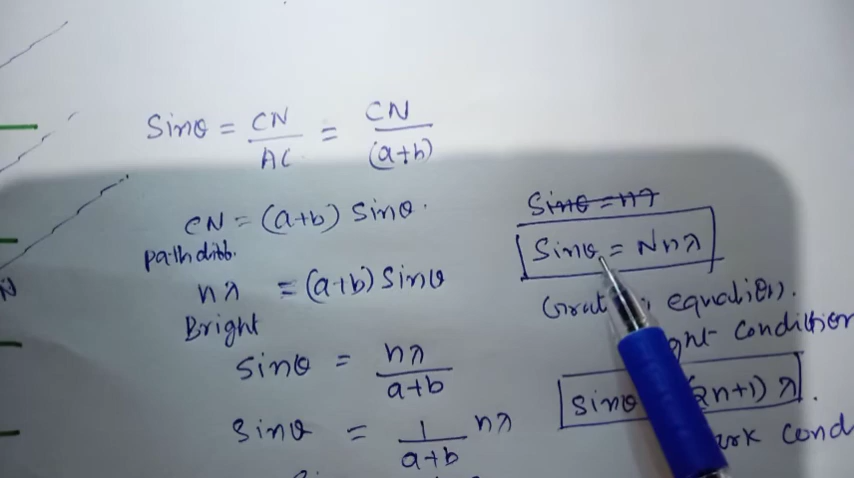 Sinθ = CN/AC = CN/(a+b)
CN = (a+b) Sinθ.
path diff.
nλ = (a+b) Sinθ
Bright
Sinθ = nλ/a+b
Sinθ = 1/a+b nλ
Sinθ = nλ
Sinθ = Nnλ
equation.
condition
Sinθ (2n+1) λ.
N